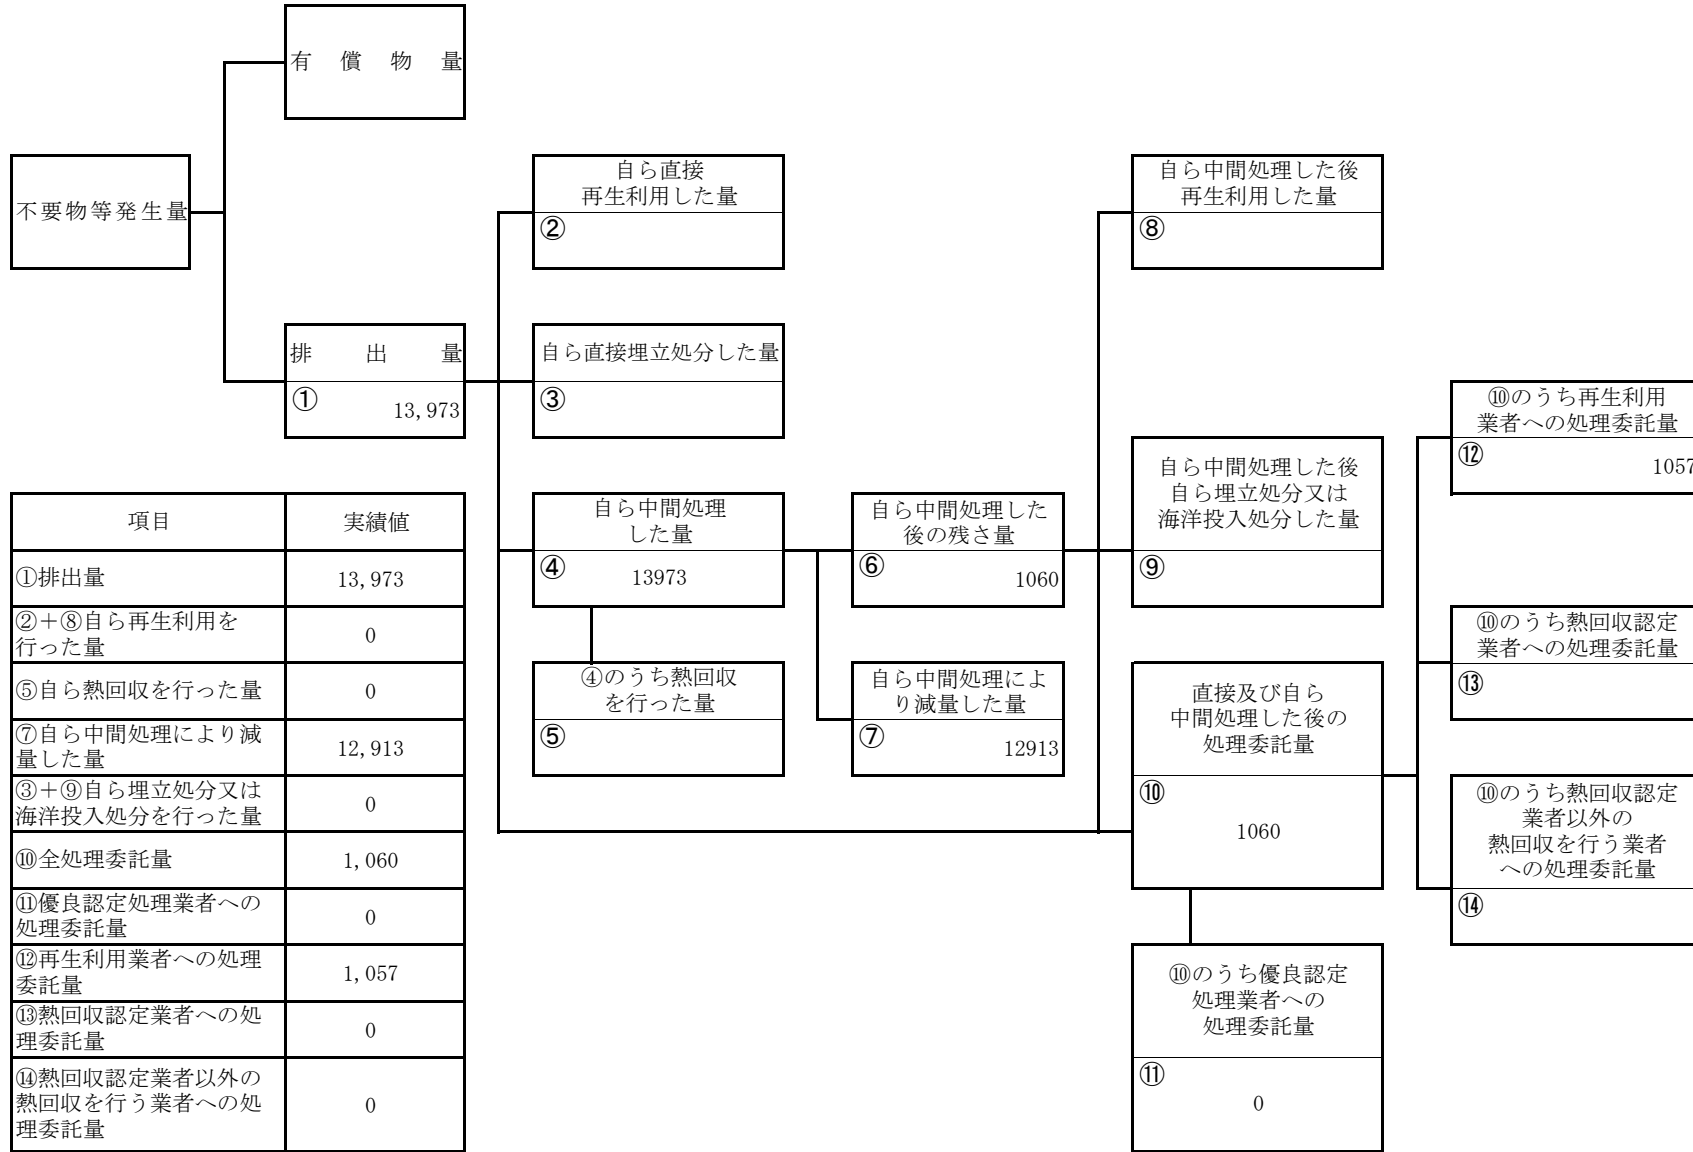 有償物量
不要物等発生量
排出量
① 13,973
自ら直接
再生利用した量
②
自ら直接埋立処分した量
③
自ら中間処理
した量
④ 13973
④のうち熱回収
を行った量
⑤
自ら中間処理した
後の残さ量
⑥ 1060
自ら中間処理によ
り減量した量
⑦ 12913
自ら中間処理した後
再生利用した量
⑧
自ら中間処理した後
自ら埋立処分又は
海洋投入処分した量
⑨
直接及び自ら
中間処理した後の
処理委託量
⑩
1060
⑩のうち優良認定
処理業者への
処理委託量
⑪
0
⑩のうち再生利用
業者への処理委託量
⑫ 1057
⑩のうち熱回収認定
業者への処理委託量
⑬
⑩のうち熱回収認定
業者以外の
熱回収を行う業者
への処理委託量
⑭
項目 実績値
①排出量 13,973
②+⑧自ら再生利用を
行った量 0
⑤自ら熱回収を行った量 0
⑦自ら中間処理により減
量した量 12,913
③+⑨自ら埋立処分又は
海洋投入処分を行った量 0
⑩全処理委託量 1,060
⑪優良認定処理業者への
処理委託量 0
⑫再生利用業者への処理
委託量 1,057
⑬熱回収認定業者への処
理委託量 0
⑭熱回収認定業者以外の
熱回収を行う業者への処
理委託量 0